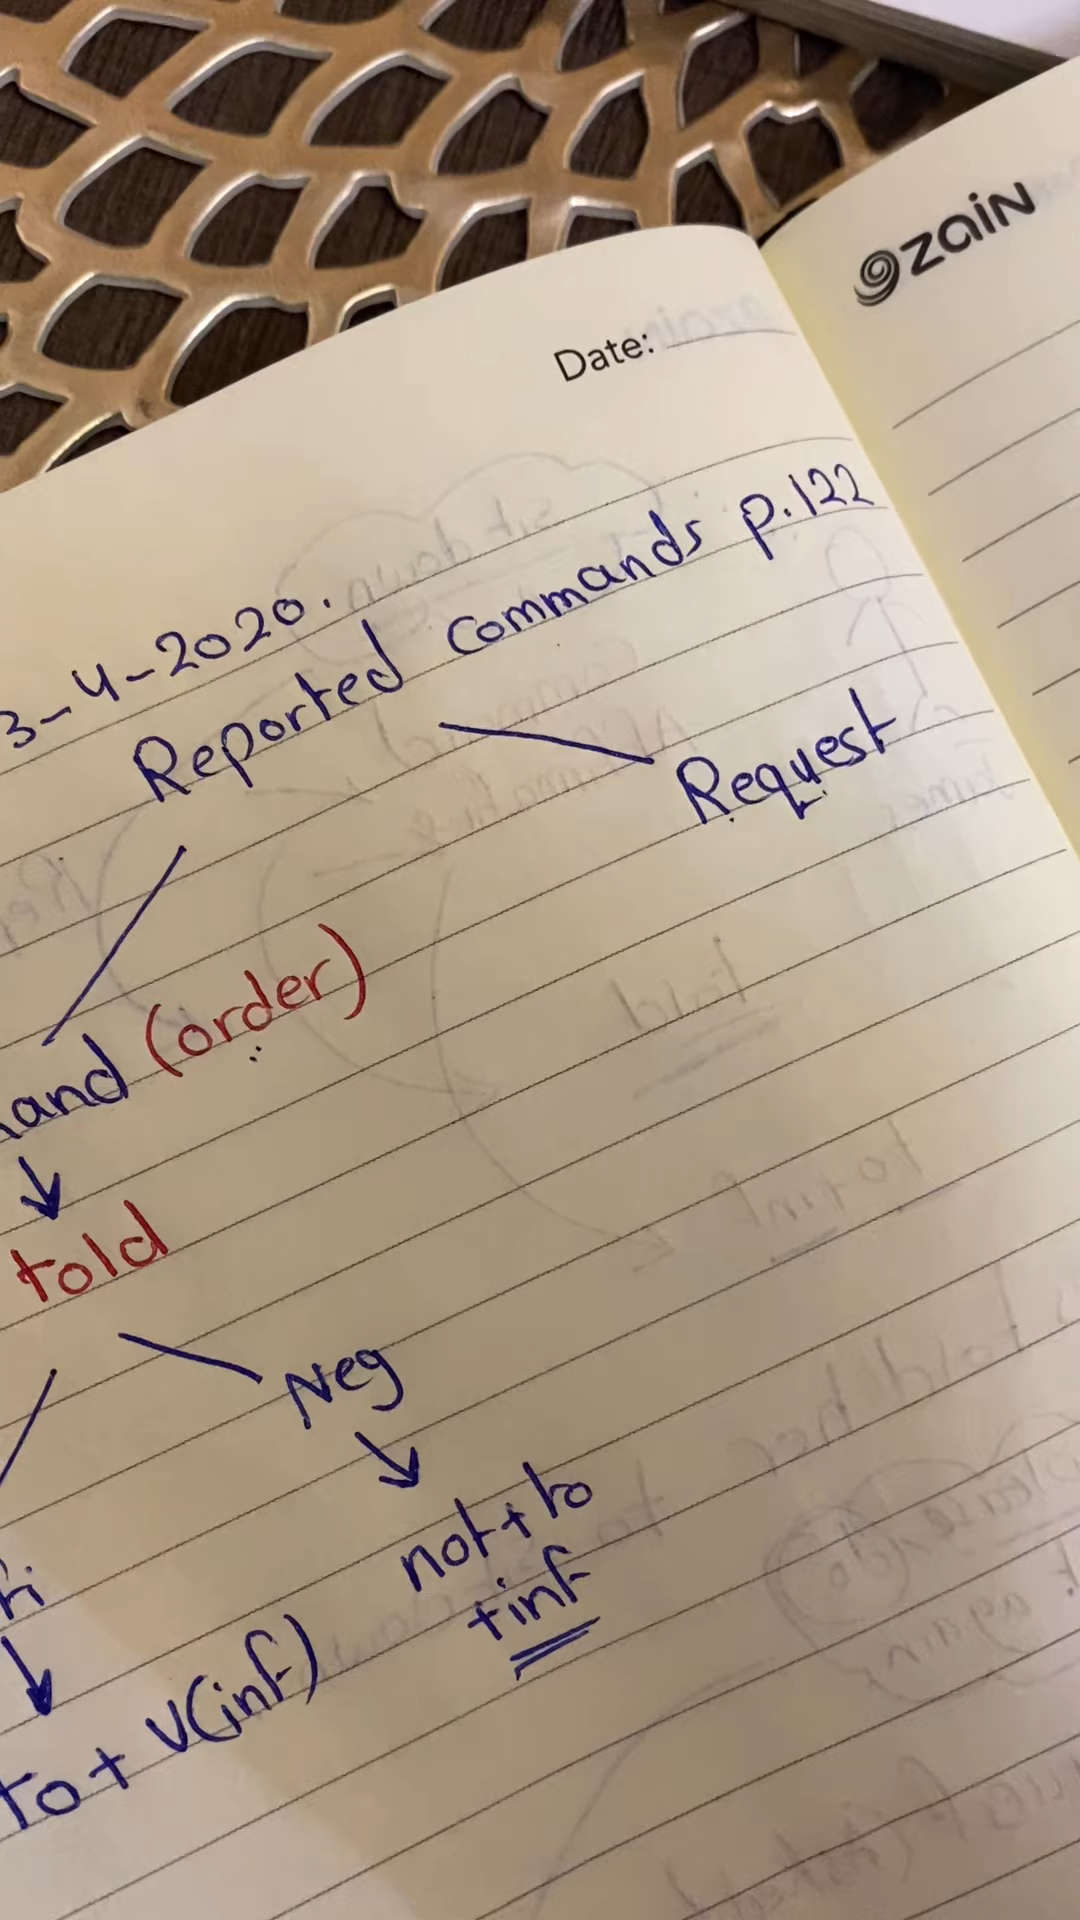 zain
Date:
3-4-2020.
Reported commands p.122
Request
and (order)
told
Neg
not + to
+ inf
to + v(inf)